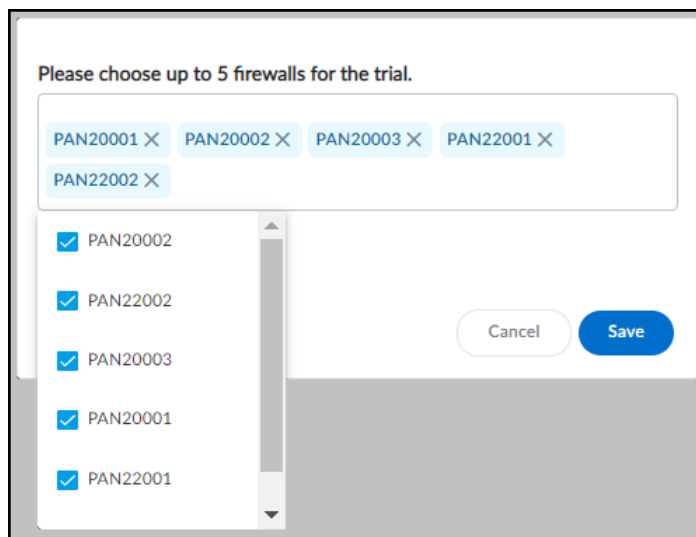 Please choose up to 5 firewalls for the trial.
PAN20001 PAN20002 PAN20003 PAN22001
PAN22002
PAN20002
PAN22002
PAN20003
Cancel Save
PAN20001
PAN22001